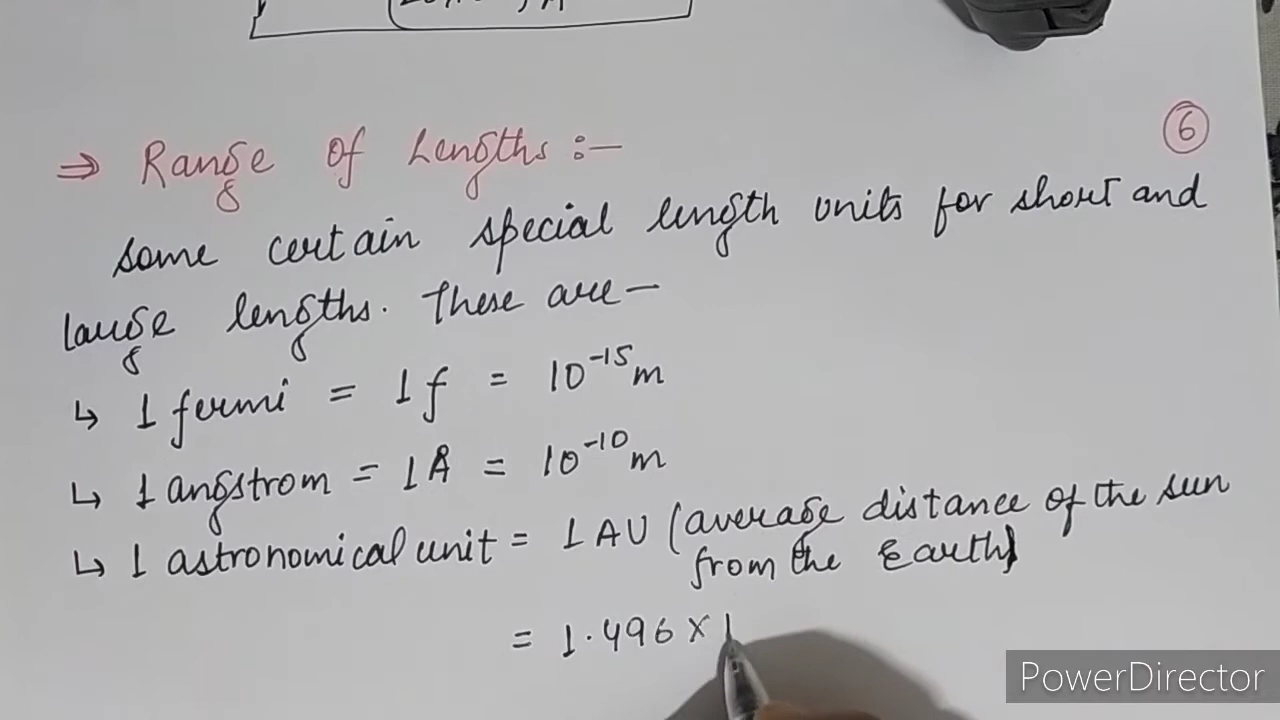 ⑥
⇒ Range of Lengths :—
some certain special length units for short and
large lengths. These are —
↳ 1 fermi = 1 f = 10⁻¹⁵ m
↳ 1 angstrom = 1 Å = 10⁻¹⁰ m
↳ 1 astronomical unit = 1 AU (average distance of the sun
from the Earth)
= 1.496 × 1
PowerDirector